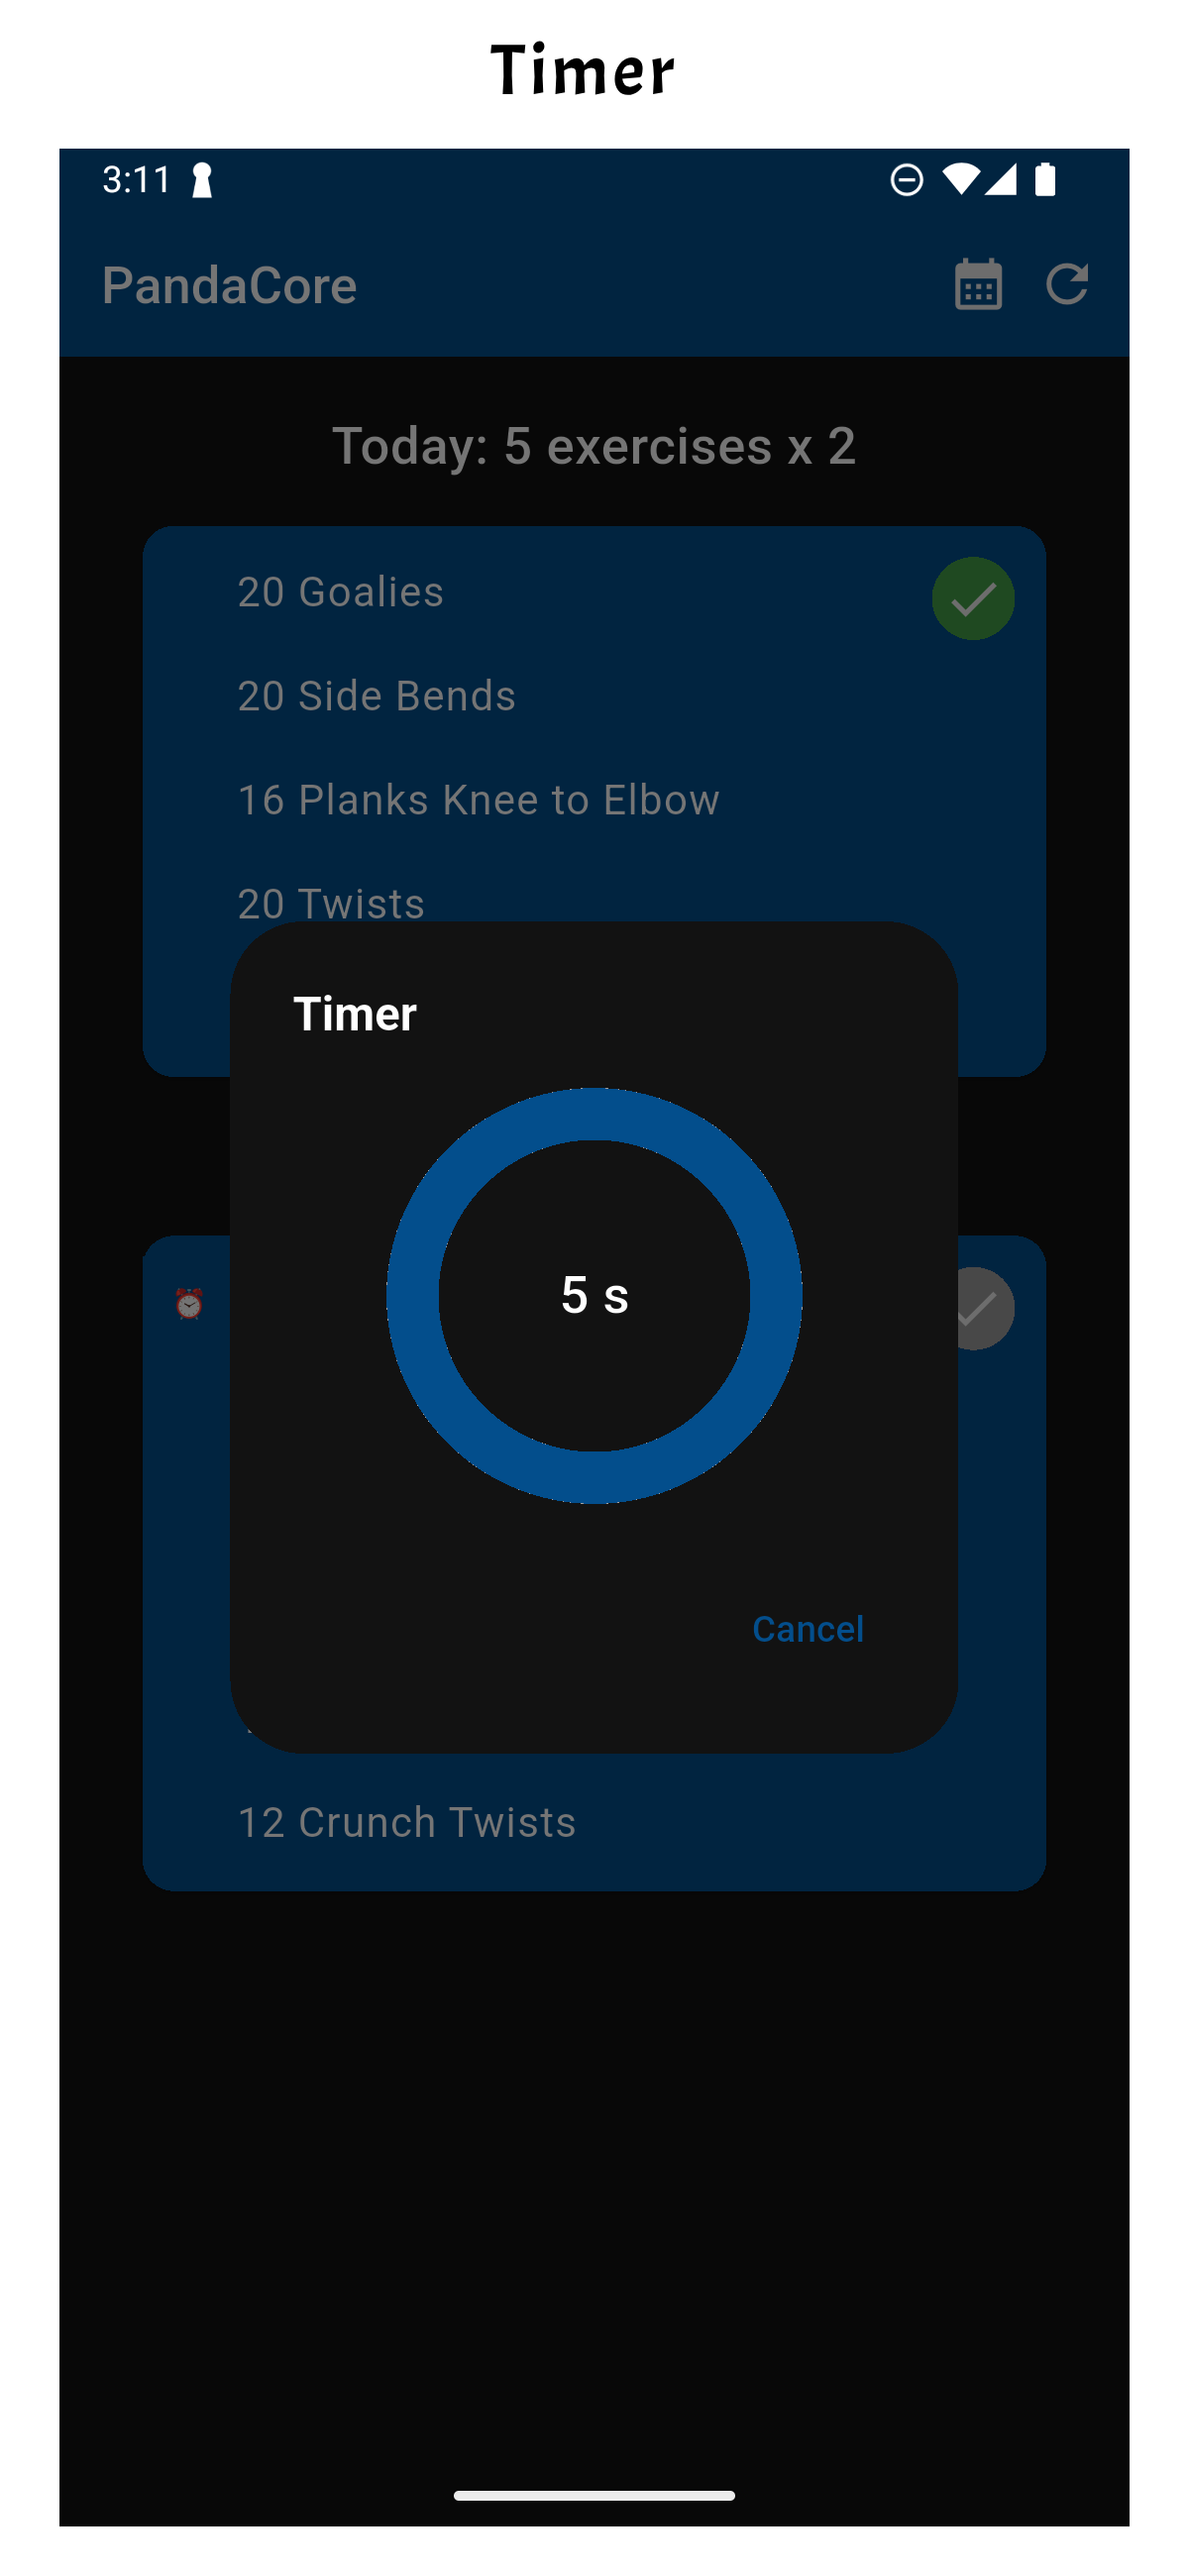 Timer
3:11
PandaCore
Today: 5 exercises x 2
20 Goalies
20 Side Bends
16 Planks Knee to Elbow
20 Twists
Timer
5 s
Cancel
12 Crunch Twists